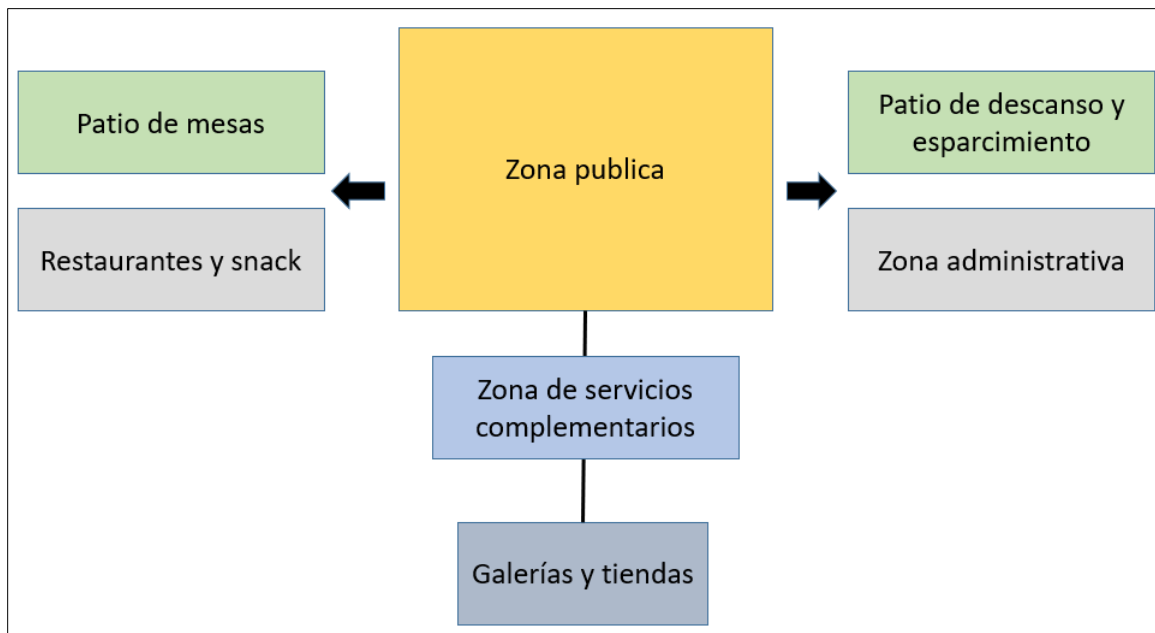 Patio de mesas
Zona publica
Patio de descanso y
esparcimiento
Restaurantes y snack
Zona administrativa
Zona de servicios
complementarios
Galerías y tiendas